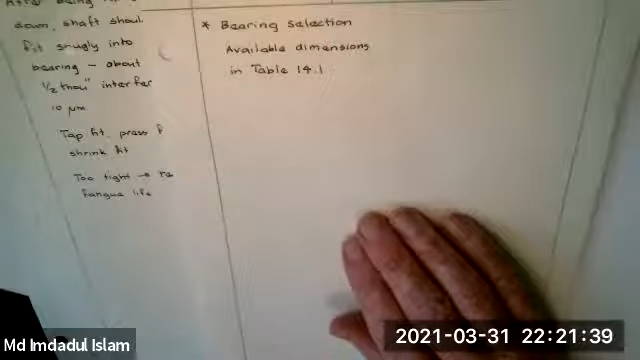 down, shaft shoul
fit snugly into
bearing – about
½ thou" interfer
10 μm
Tap fit, press f
shrink fit
Too tight → re
fatgue life
* Bearing selection
Available dimensions
in Table 14.1
Md Imdadul Islam
2021-03-31 22:21:39